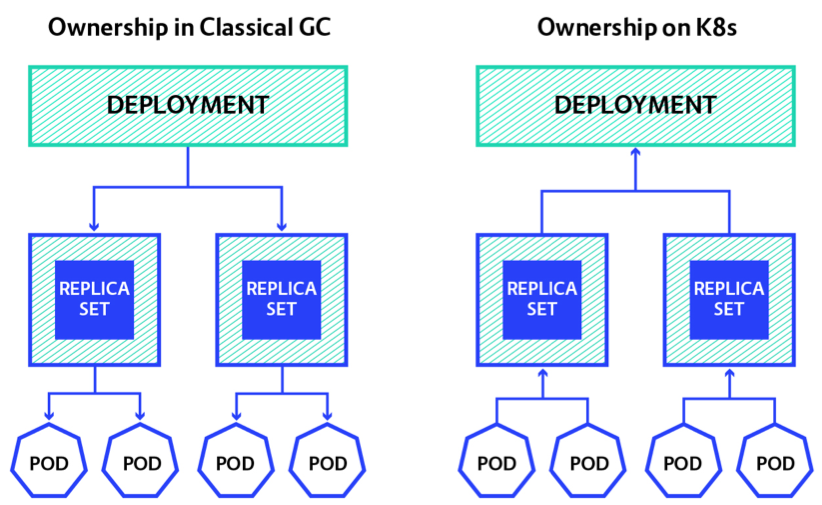 Ownership in Classical GC
DEPLOYMENT
REPLICA
SET
REPLICA
SET
POD
POD
POD
POD
Ownership on K8s
DEPLOYMENT
REPLICA
SET
REPLICA
SET
POD
POD
POD
POD